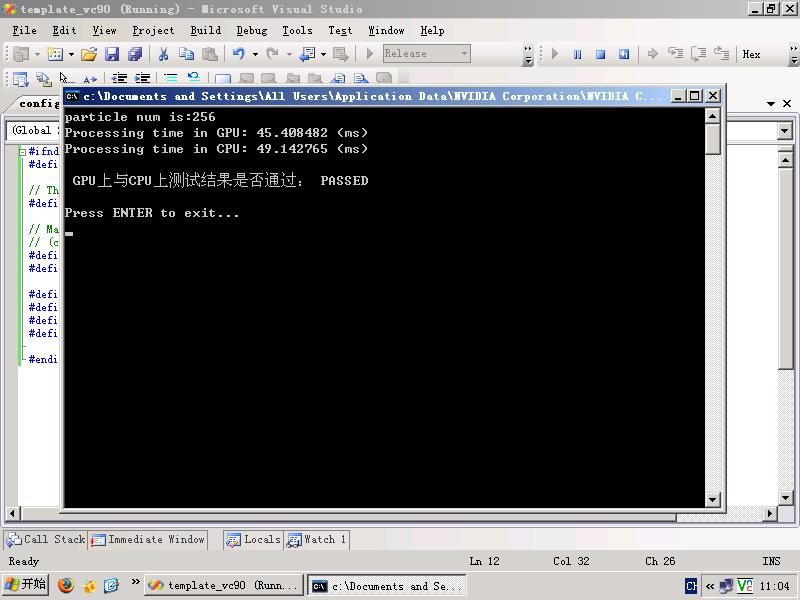 template_vc90 (Running) - Microsoft Visual Studio
File Edit View Project Build Debug Tools Test Window Help
Release
Hex
c:\Documents and Settings\All Users\Application Data\NVIDIA Corporation\NVIDIA C...
config
(Global
particle num is:256
Processing time in GPU: 45.408482 (ms)
Processing time in CPU: 49.142765 (ms)
GPU上与CPU上测试结果是否通过: PASSED
Press ENTER to exit...
#ifnd
#defi
// Th
#defi
// Ma
// (c
#defi
#defi
#defi
#defi
#defi
#defi
#endi
Call Stack Immediate Window Locals Watch 1
Ready Ln 12 Col 32 Ch 26 INS
开始 » template_vc90 (Runn... c:\Documents and Se... CH « 11:04